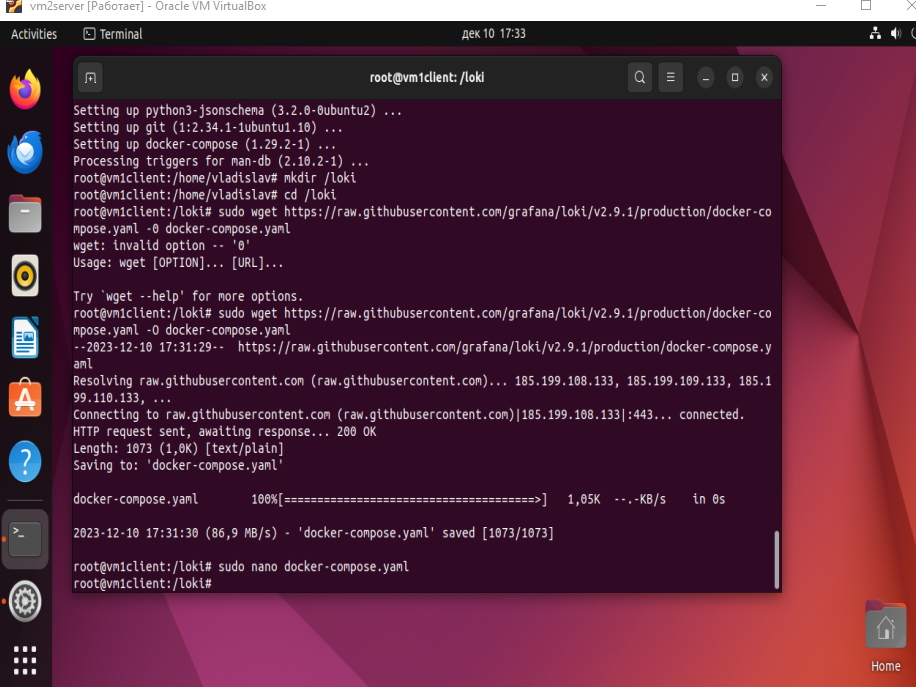 vm2server [Работает] - Oracle VM VirtualBox
Activities
Terminal
дек 10 17:33
root@vm1client: /loki
Setting up python3-jsonschema (3.2.0-0ubuntu2) ...
Setting up git (1:2.34.1-1ubuntu1.10) ...
Setting up docker-compose (1.29.2-1) ...
Processing triggers for man-db (2.10.2-1) ...
root@vm1client:/home/vladislav# mkdir /loki
root@vm1client:/home/vladislav# cd /loki
root@vm1client:/loki# sudo wget https://raw.githubusercontent.com/grafana/loki/v2.9.1/production/docker-co
mpose.yaml -0 docker-compose.yaml
wget: invalid option -- '0'
Usage: wget [OPTION]... [URL]...
Try `wget --help' for more options.
root@vm1client:/loki# sudo wget https://raw.githubusercontent.com/grafana/loki/v2.9.1/production/docker-co
mpose.yaml -O docker-compose.yaml
--2023-12-10 17:31:29--  https://raw.githubusercontent.com/grafana/loki/v2.9.1/production/docker-compose.y
aml
Resolving raw.githubusercontent.com (raw.githubusercontent.com)... 185.199.108.133, 185.199.109.133, 185.1
99.110.133, ...
Connecting to raw.githubusercontent.com (raw.githubusercontent.com)|185.199.108.133|:443... connected.
HTTP request sent, awaiting response... 200 OK
Length: 1073 (1,0K) [text/plain]
Saving to: 'docker-compose.yaml'
docker-compose.yaml        100%[======================================>]   1,05K  --.-KB/s    in 0s
2023-12-10 17:31:30 (86,9 MB/s) - 'docker-compose.yaml' saved [1073/1073]
root@vm1client:/loki# sudo nano docker-compose.yaml
root@vm1client:/loki#
Home